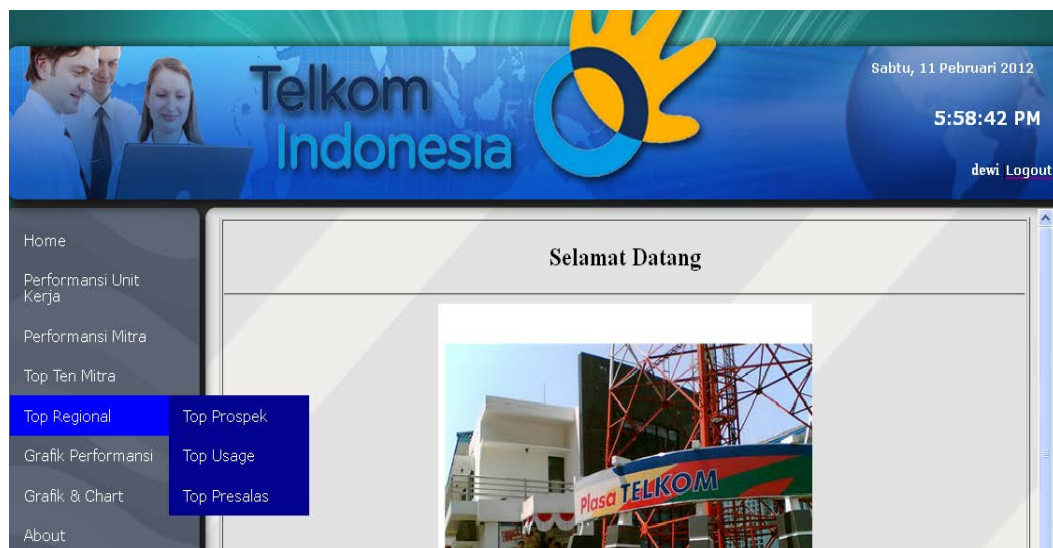 Telkom
Indonesia
Sabtu, 11 Pebruari 2012
5:58:42 PM
dewi Logout
Home
Performansi Unit
Kerja
Performansi Mitra
Top Ten Mitra
Top Regional
Grafik Performansi
Grafik & Chart
About
Top Prospek
Top Usage
Top Presalas
Selamat Datang
Plasa TELKOM